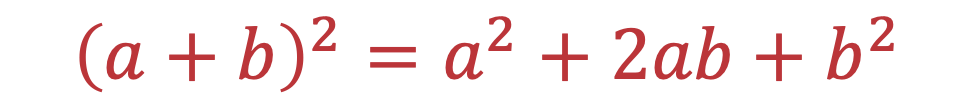 (a + b)² = a² + 2ab + b²